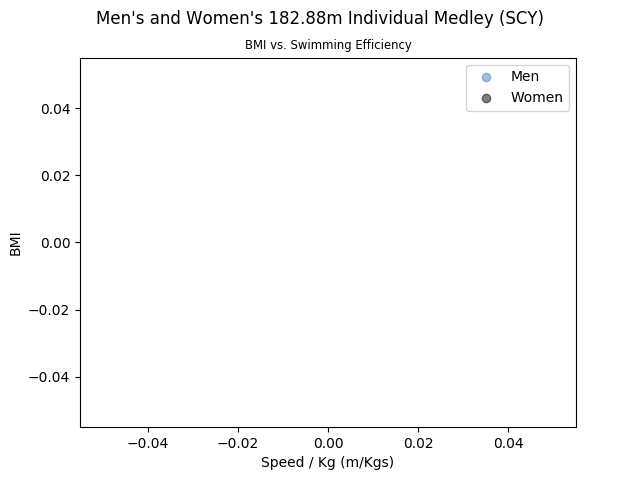 Men's and Women's 182.88m Individual Medley (SCY)
BMI vs. Swimming Efficiency
Men
Women
0.04
0.02
0.00
−0.02
−0.04
BMI
−0.04
−0.02
0.00
0.02
0.04
Speed / Kg (m/Kgs)